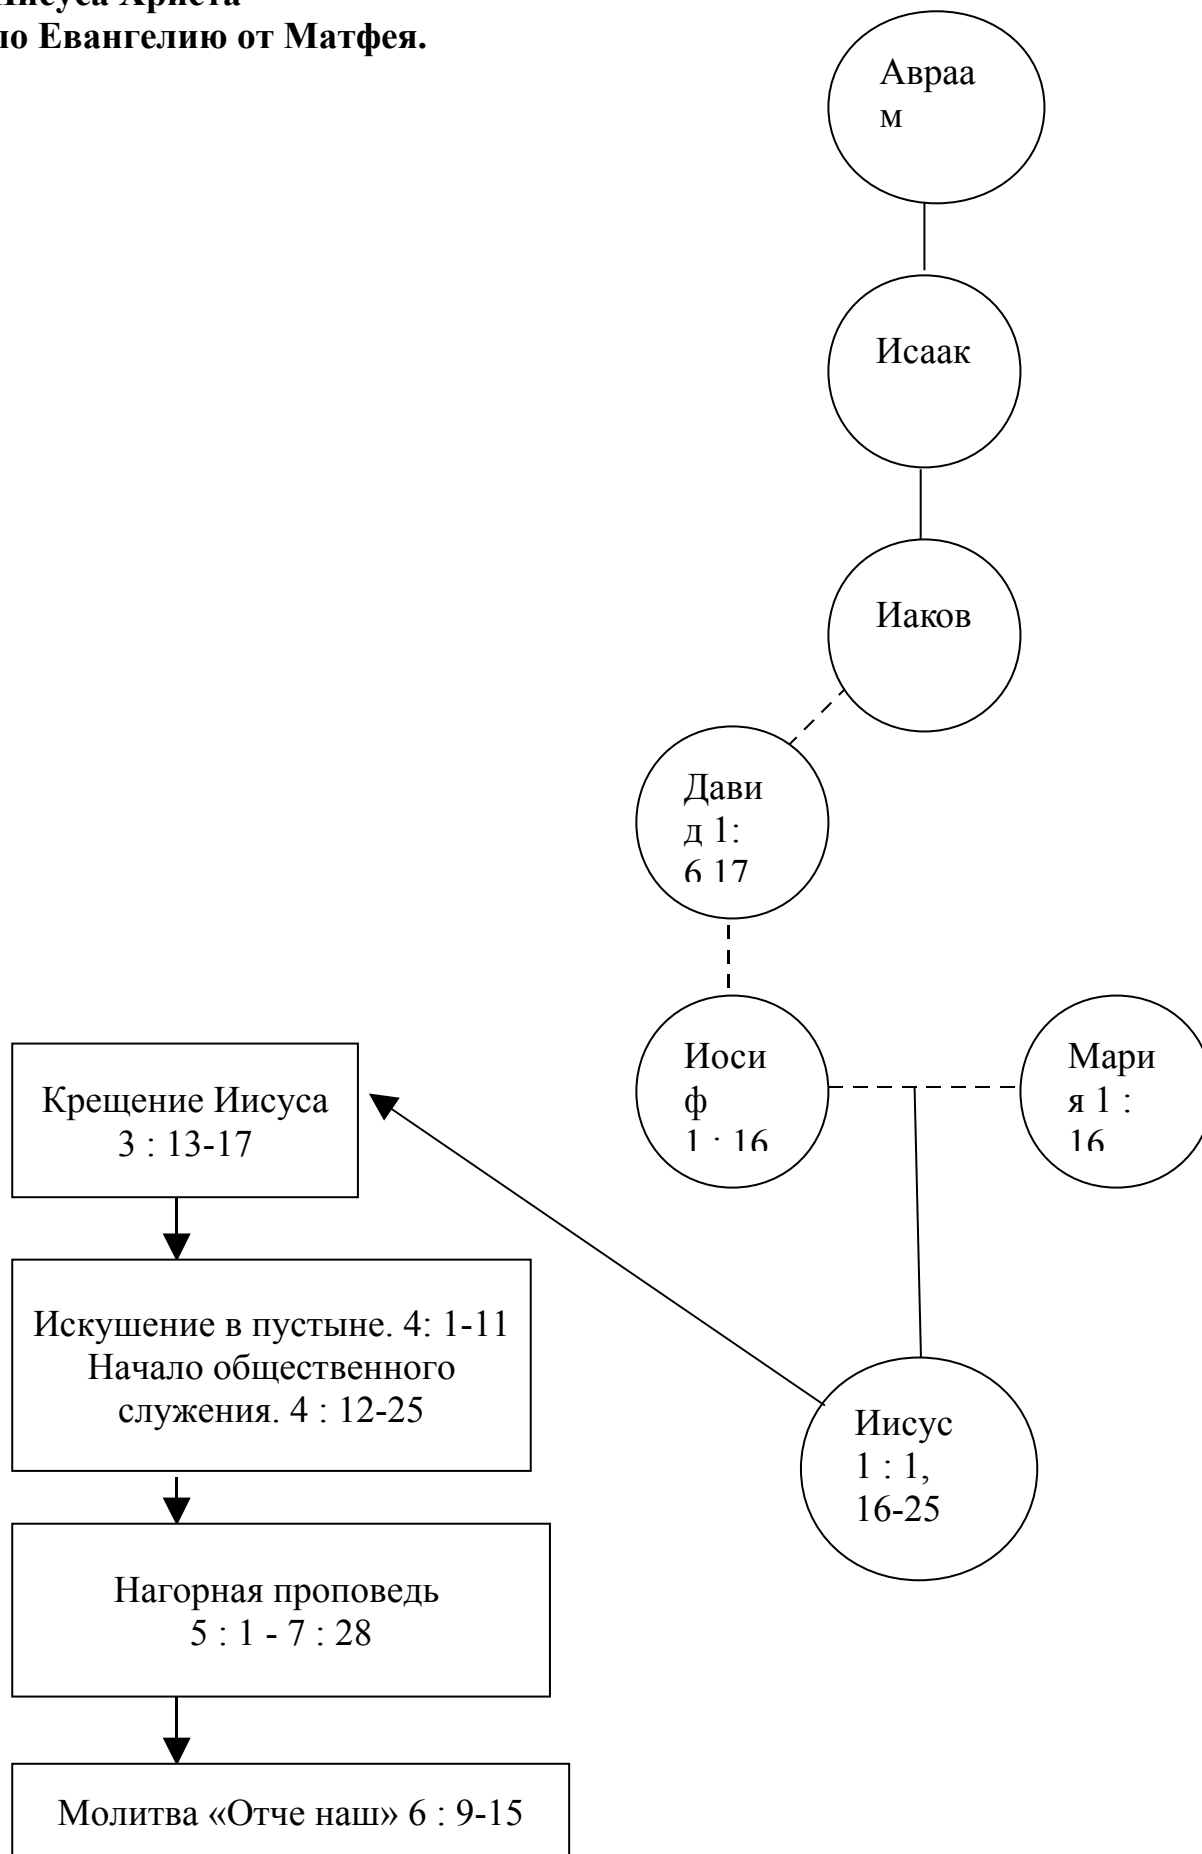 Иисуса Христа
по Евангелию от Матфея.
Авраа
м
Исаак
Иаков
Дави
д 1:
6 17
Иоси
ф
1 : 16
Мари
я 1 :
16
Иисус
1 : 1,
16-25
Крещение Иисуса
3 : 13-17
Искушение в пустыне. 4: 1-11
Начало общественного
служения. 4 : 12-25
Нагорная проповедь
5 : 1 - 7 : 28
Молитва «Отче наш» 6 : 9-15